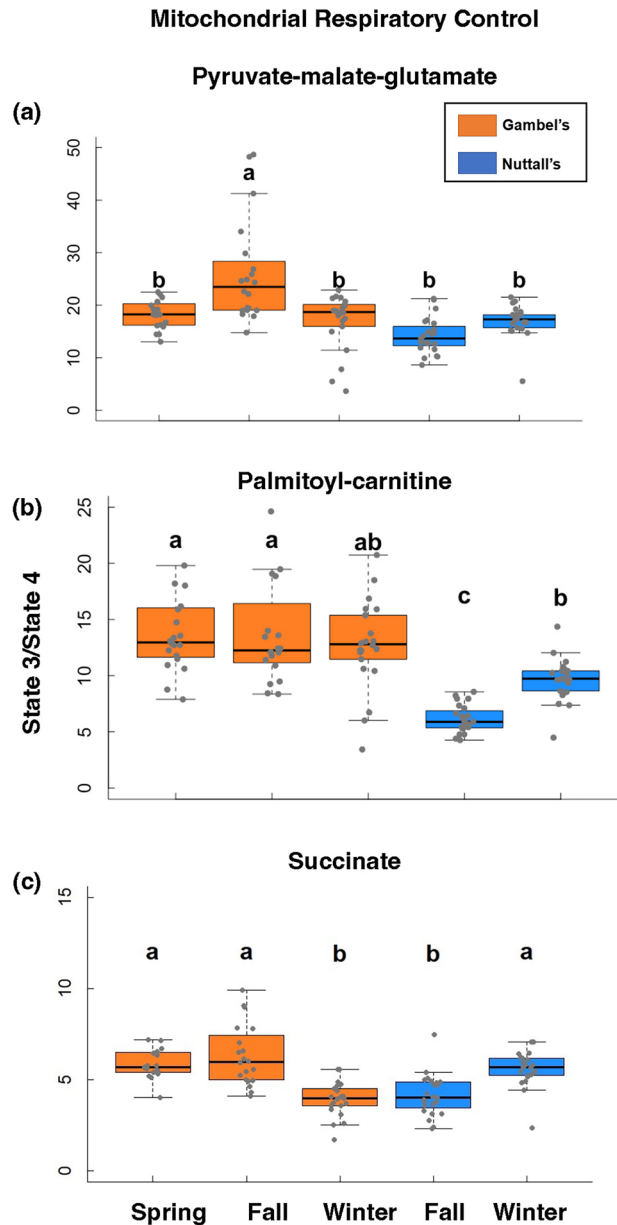 Mitochondrial Respiratory Control
Pyruvate-malate-glutamate
(a)
Gambel's
Nuttall's
50
40
30
20
10
0
b
a
b
b
b
Palmitoyl-carnitine
(b)
State 3/State 4
25
20
15
10
5
0
a
a
ab
c
b
Succinate
(c)
15
10
5
0
a
a
b
b
a
Spring Fall Winter Fall Winter